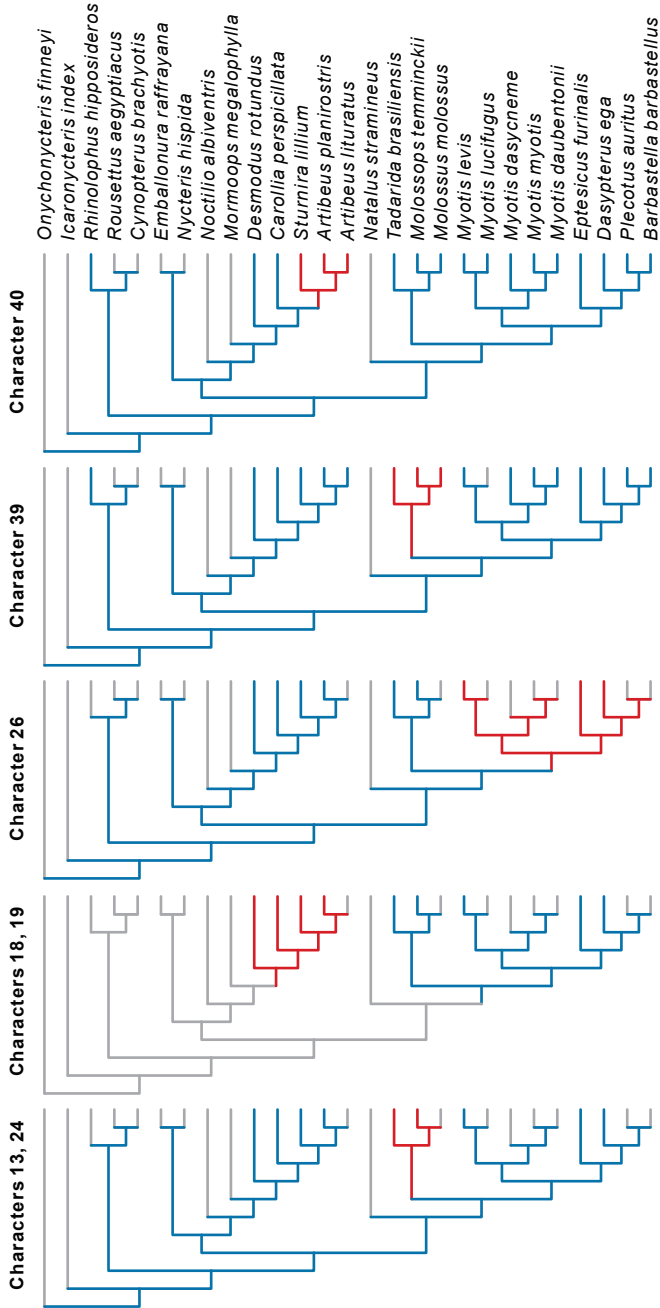 Onychonycteris finneyi
Icaronycteris index
Rhinolophus hipposideros
Rousettus aegyptiacus
Cynopterus brachyotis
Emballonura raffrayana
Nycteris hispida
Noctilio albiventris
Mormoops megalophylla
Desmodus rotundus
Carollia perspicillata
Sturnira lillium
Artibeus planirostris
Artibeus lituratus
Natalus stramineus
Tadarida brasiliensis
Molossops temminckii
Molossus molossus
Myotis levis
Myotis lucifugus
Myotis dasycneme
Myotis myotis
Myotis daubentonii
Eptesicus furinalis
Dasypterus ega
Plecotus auritus
Barbastella barbastellus
Character 40
Character 39
Character 26
Characters 18, 19
Characters 13, 24